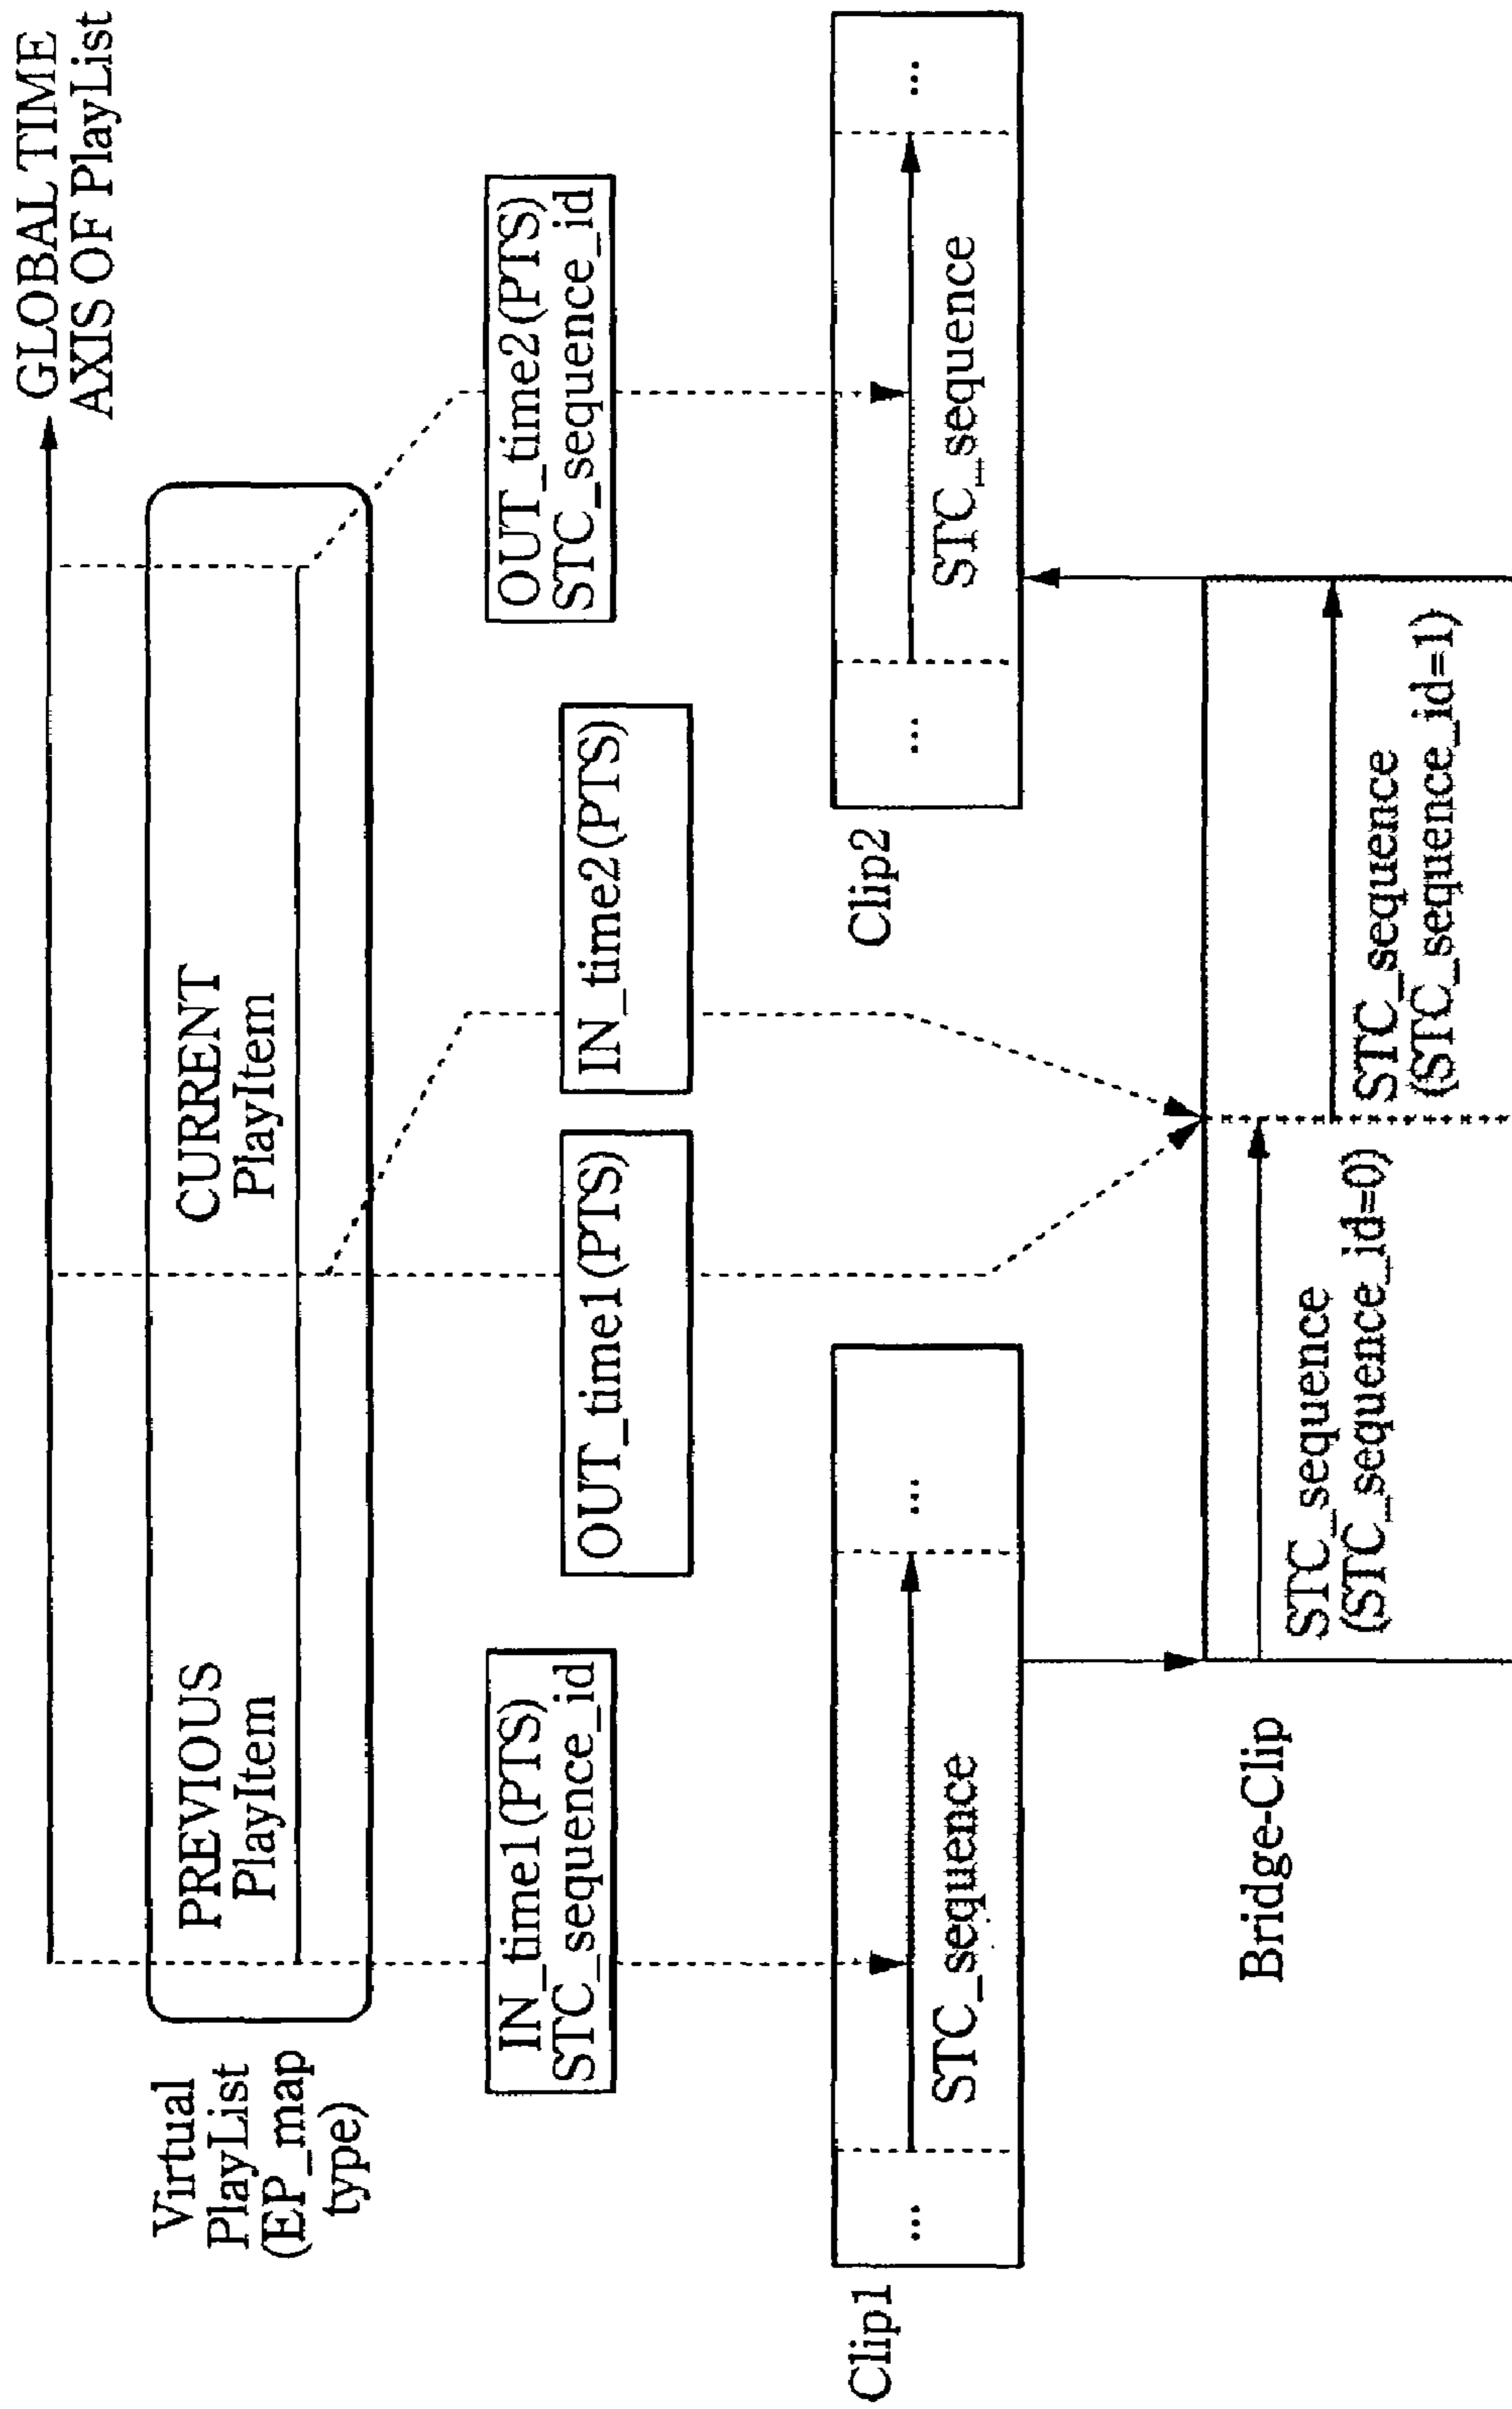 GLOBAL TIME
AXIS OF PlayList
Virtual
PlayList
(EP_map
type)
PREVIOUS
PlayItem
CURRENT
PlayItem
IN_time1(PTS)
STC_sequence_id
OUT_time1(PTS)
IN_time2(PTS)
OUT_time2(PTS)
STC_sequence_id
Clip1
...
STC_sequence
...
Clip2
...
STC_sequence
...
Bridge-Clip
STC_sequence
(STC_sequence_id=0)
STC_sequence
(STC_sequence_id=1)